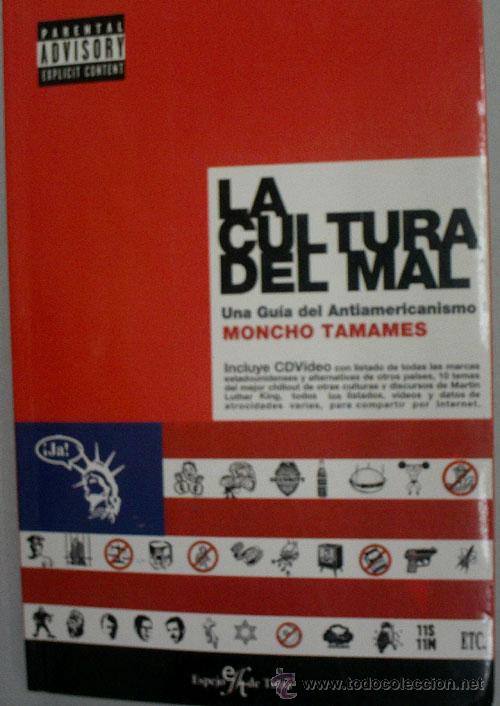 PARENTAL
ADVISORY
EXPLICIT CONTENT
LA
CULTURA
DEL MAL
Una Guía del Antiamericanismo
MONCHO TAMAMES
Incluye CDVideo con listado de todas las marcas
estadounidenses y alternativas de otros países, 10 temas
del mejor chillout de otras culturas y discursos de Martin
Luther King, todos los listados, videos y datos de
atrocidades varias, para compartir por Internet.
¡Ja!
11S
11M
ETC.
Espejo de
www.todocoleccion.net